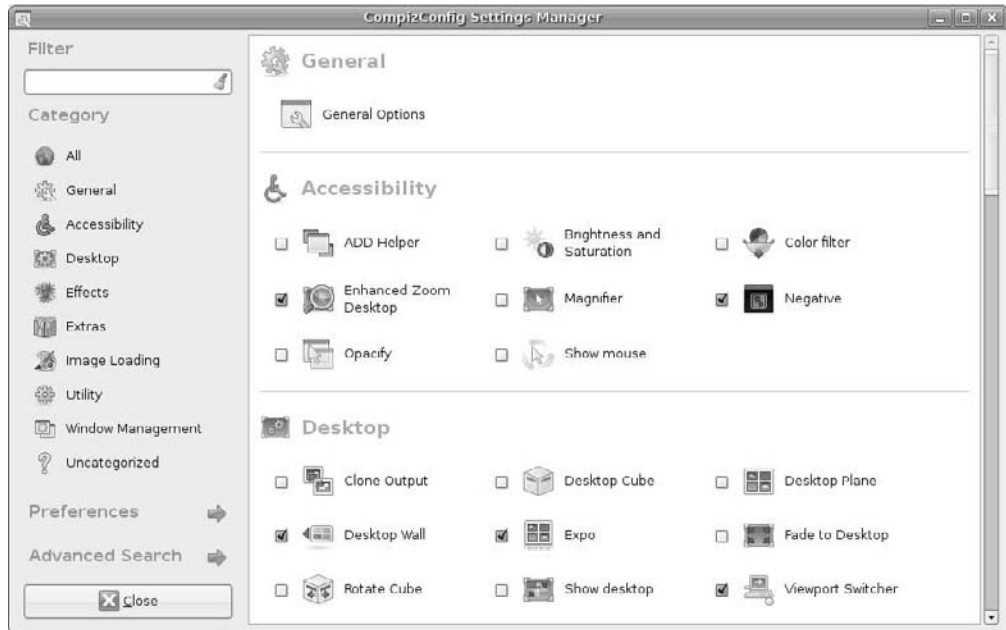 CompizConfig Settings Manager
Filter
Category
All
General
Accessibility
Desktop
Effects
Extras
Image Loading
Utility
Window Management
Uncategorized
Preferences
Advanced Search
Close
General
General Options
Accessibility
ADD Helper
Brightness and
Saturation
Color filter
Enhanced Zoom
Desktop
Magnifier
Negative
Opacify
Show mouse
Desktop
Clone Output
Desktop Cube
Desktop Plane
Desktop Wall
Expo
Fade to Desktop
Rotate Cube
Show desktop
Viewport Switcher